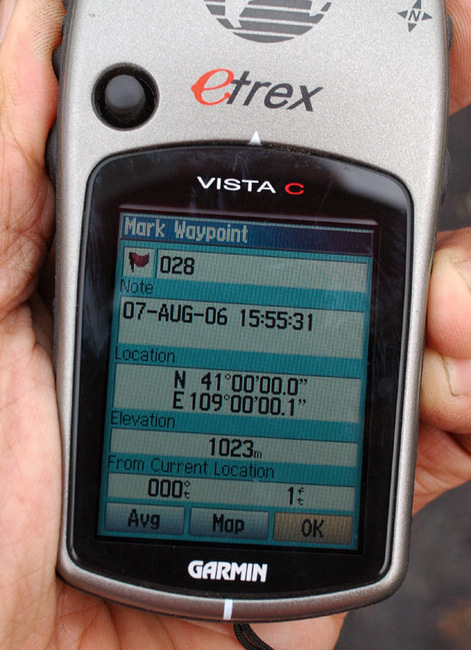 N
etrex
VISTA C
Mark Waypoint
028
Note
07-AUG-06 15:55:31
Location
N 41°00'00.0"
E 109°00'00.1"
Elevation
1023m
From Current Location
000°t 1ft
Avg Map OK
GARMIN